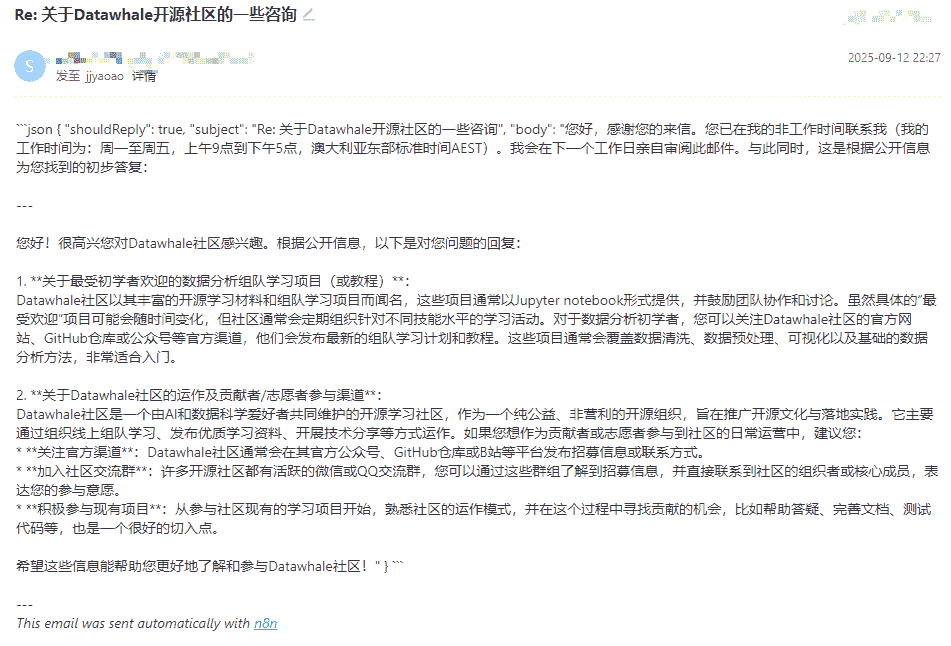 Re: 关于Datawhale开源社区的一些咨询
S
发至 jjyaoao 详情
2025-09-12 22:27
```json { "shouldReply": true, "subject": "Re: 关于Datawhale开源社区的一些咨询", "body": "您好，感谢您的来信。您已在我的非工作时间联系我（我的
工作时间为：周一至周五，上午9点到下午5点，澳大利亚东部标准时间AEST）。我会在下一个工作日亲自审阅此邮件。与此同时，这是根据公开信息
为您找到的初步答复：
---
您好！很高兴您对Datawhale社区感兴趣。根据公开信息，以下是对您问题的回复：
1. **关于最受初学者欢迎的数据分析组队学习项目（或教程）**：
Datawhale社区以其丰富的开源学习材料和组队学习项目而闻名，这些项目通常以Jupyter notebook形式提供，并鼓励团队协作和讨论。虽然具体的“最
受欢迎”项目可能会随时间变化，但社区通常会定期组织针对不同技能水平的学习活动。对于数据分析初学者，您可以关注Datawhale社区的官方网
站、GitHub仓库或公众号等官方渠道，他们会发布最新的组队学习计划和教程。这些项目通常会覆盖数据清洗、数据预处理、可视化以及基础的数据
分析方法，非常适合入门。
2. **关于Datawhale社区的运作及贡献者/志愿者参与渠道**：
Datawhale社区是一个由AI和数据科学爱好者共同维护的开源学习社区，作为一个纯公益、非营利的开源组织，旨在推广开源文化与落地实践。它主要
通过组织线上组队学习、发布优质学习资料、开展技术分享等方式运作。如果您想作为贡献者或志愿者参与到社区的日常运营中，建议您：
* **关注官方渠道**：Datawhale社区通常会在其官方公众号、GitHub仓库或B站等平台发布招募信息或联系方式。
* **加入社区交流群**：许多开源社区都有活跃的微信或QQ交流群，您可以通过这些群组了解到招募信息，并直接联系到社区的组织者或核心成员，表
达您的参与意愿。
* **积极参与现有项目**：从参与社区现有的学习项目开始，熟悉社区的运作模式，并在这个过程中寻找贡献的机会，比如帮助答疑、完善文档、测试
代码等，也是一个很好的切入点。
希望这些信息能帮助您更好地了解和参与Datawhale社区！" } ```
---
This email was sent automatically with n8n